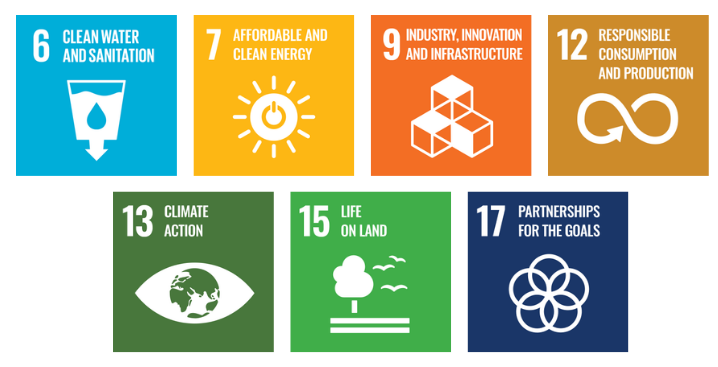 6 CLEAN WATER
AND SANITATION
7 AFFORDABLE AND
CLEAN ENERGY
9 INDUSTRY, INNOVATION
AND INFRASTRUCTURE
12 RESPONSIBLE
CONSUMPTION
AND PRODUCTION
13 CLIMATE
ACTION
15 LIFE
ON LAND
17 PARTNERSHIPS
FOR THE GOALS